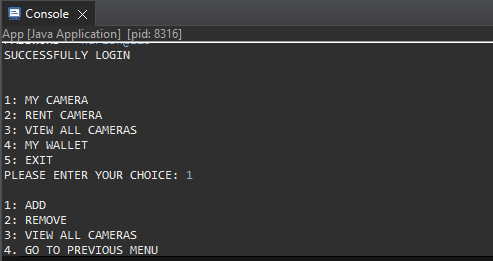 Console
App [Java Application] [pid: 8316]
SUCCESSFULLY LOGIN
1: MY CAMERA
2: RENT CAMERA
3: VIEW ALL CAMERAS
4: MY WALLET
5: EXIT
PLEASE ENTER YOUR CHOICE: 1
1: ADD
2: REMOVE
3: VIEW ALL CAMERAS
4. GO TO PREVIOUS MENU